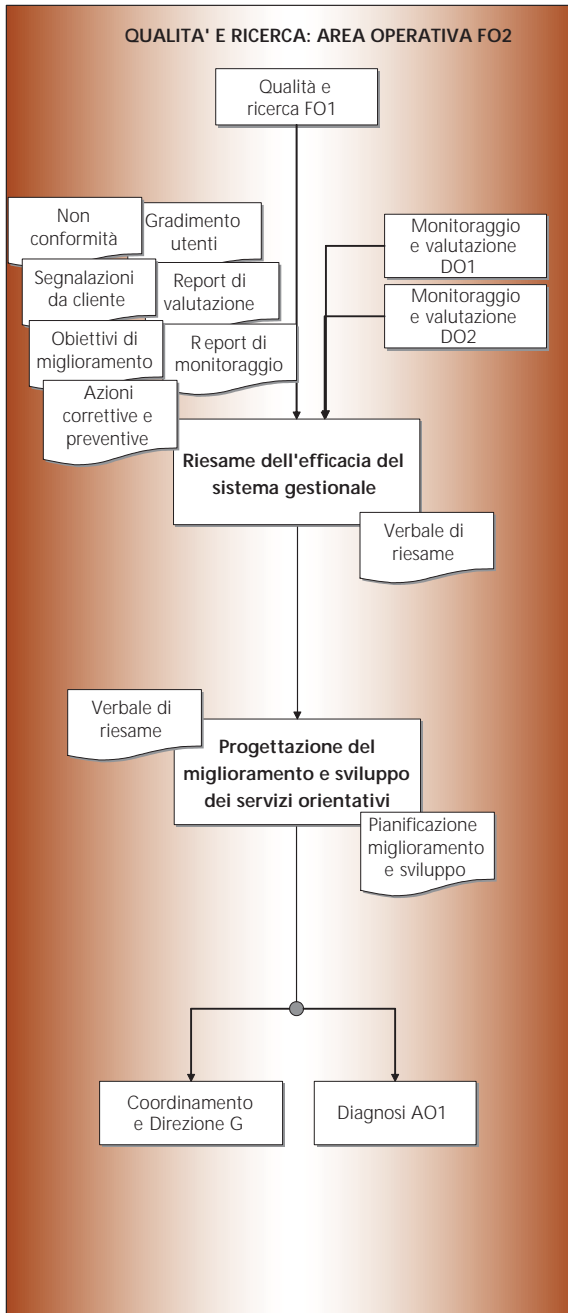 QUALITA' E RICERCA: AREA OPERATIVA FO2
Qualità e
ricerca FO1
Non
conformità
Gradimento
utenti
Segnalazioni
da cliente
Report di
valutazione
Obiettivi di
miglioramento
Report di
monitoraggio
Azioni
correttive e
preventive
Monitoraggio
e valutazione
DO1
Monitoraggio
e valutazione
DO2
Riesame dell'efficacia del
sistema gestionale
Verbale di
riesame
Verbale di
riesame
Progettazione del
miglioramento e sviluppo
dei servizi orientativi
Pianificazione
miglioramento
e sviluppo
Coordinamento
e Direzione G
Diagnosi AO1